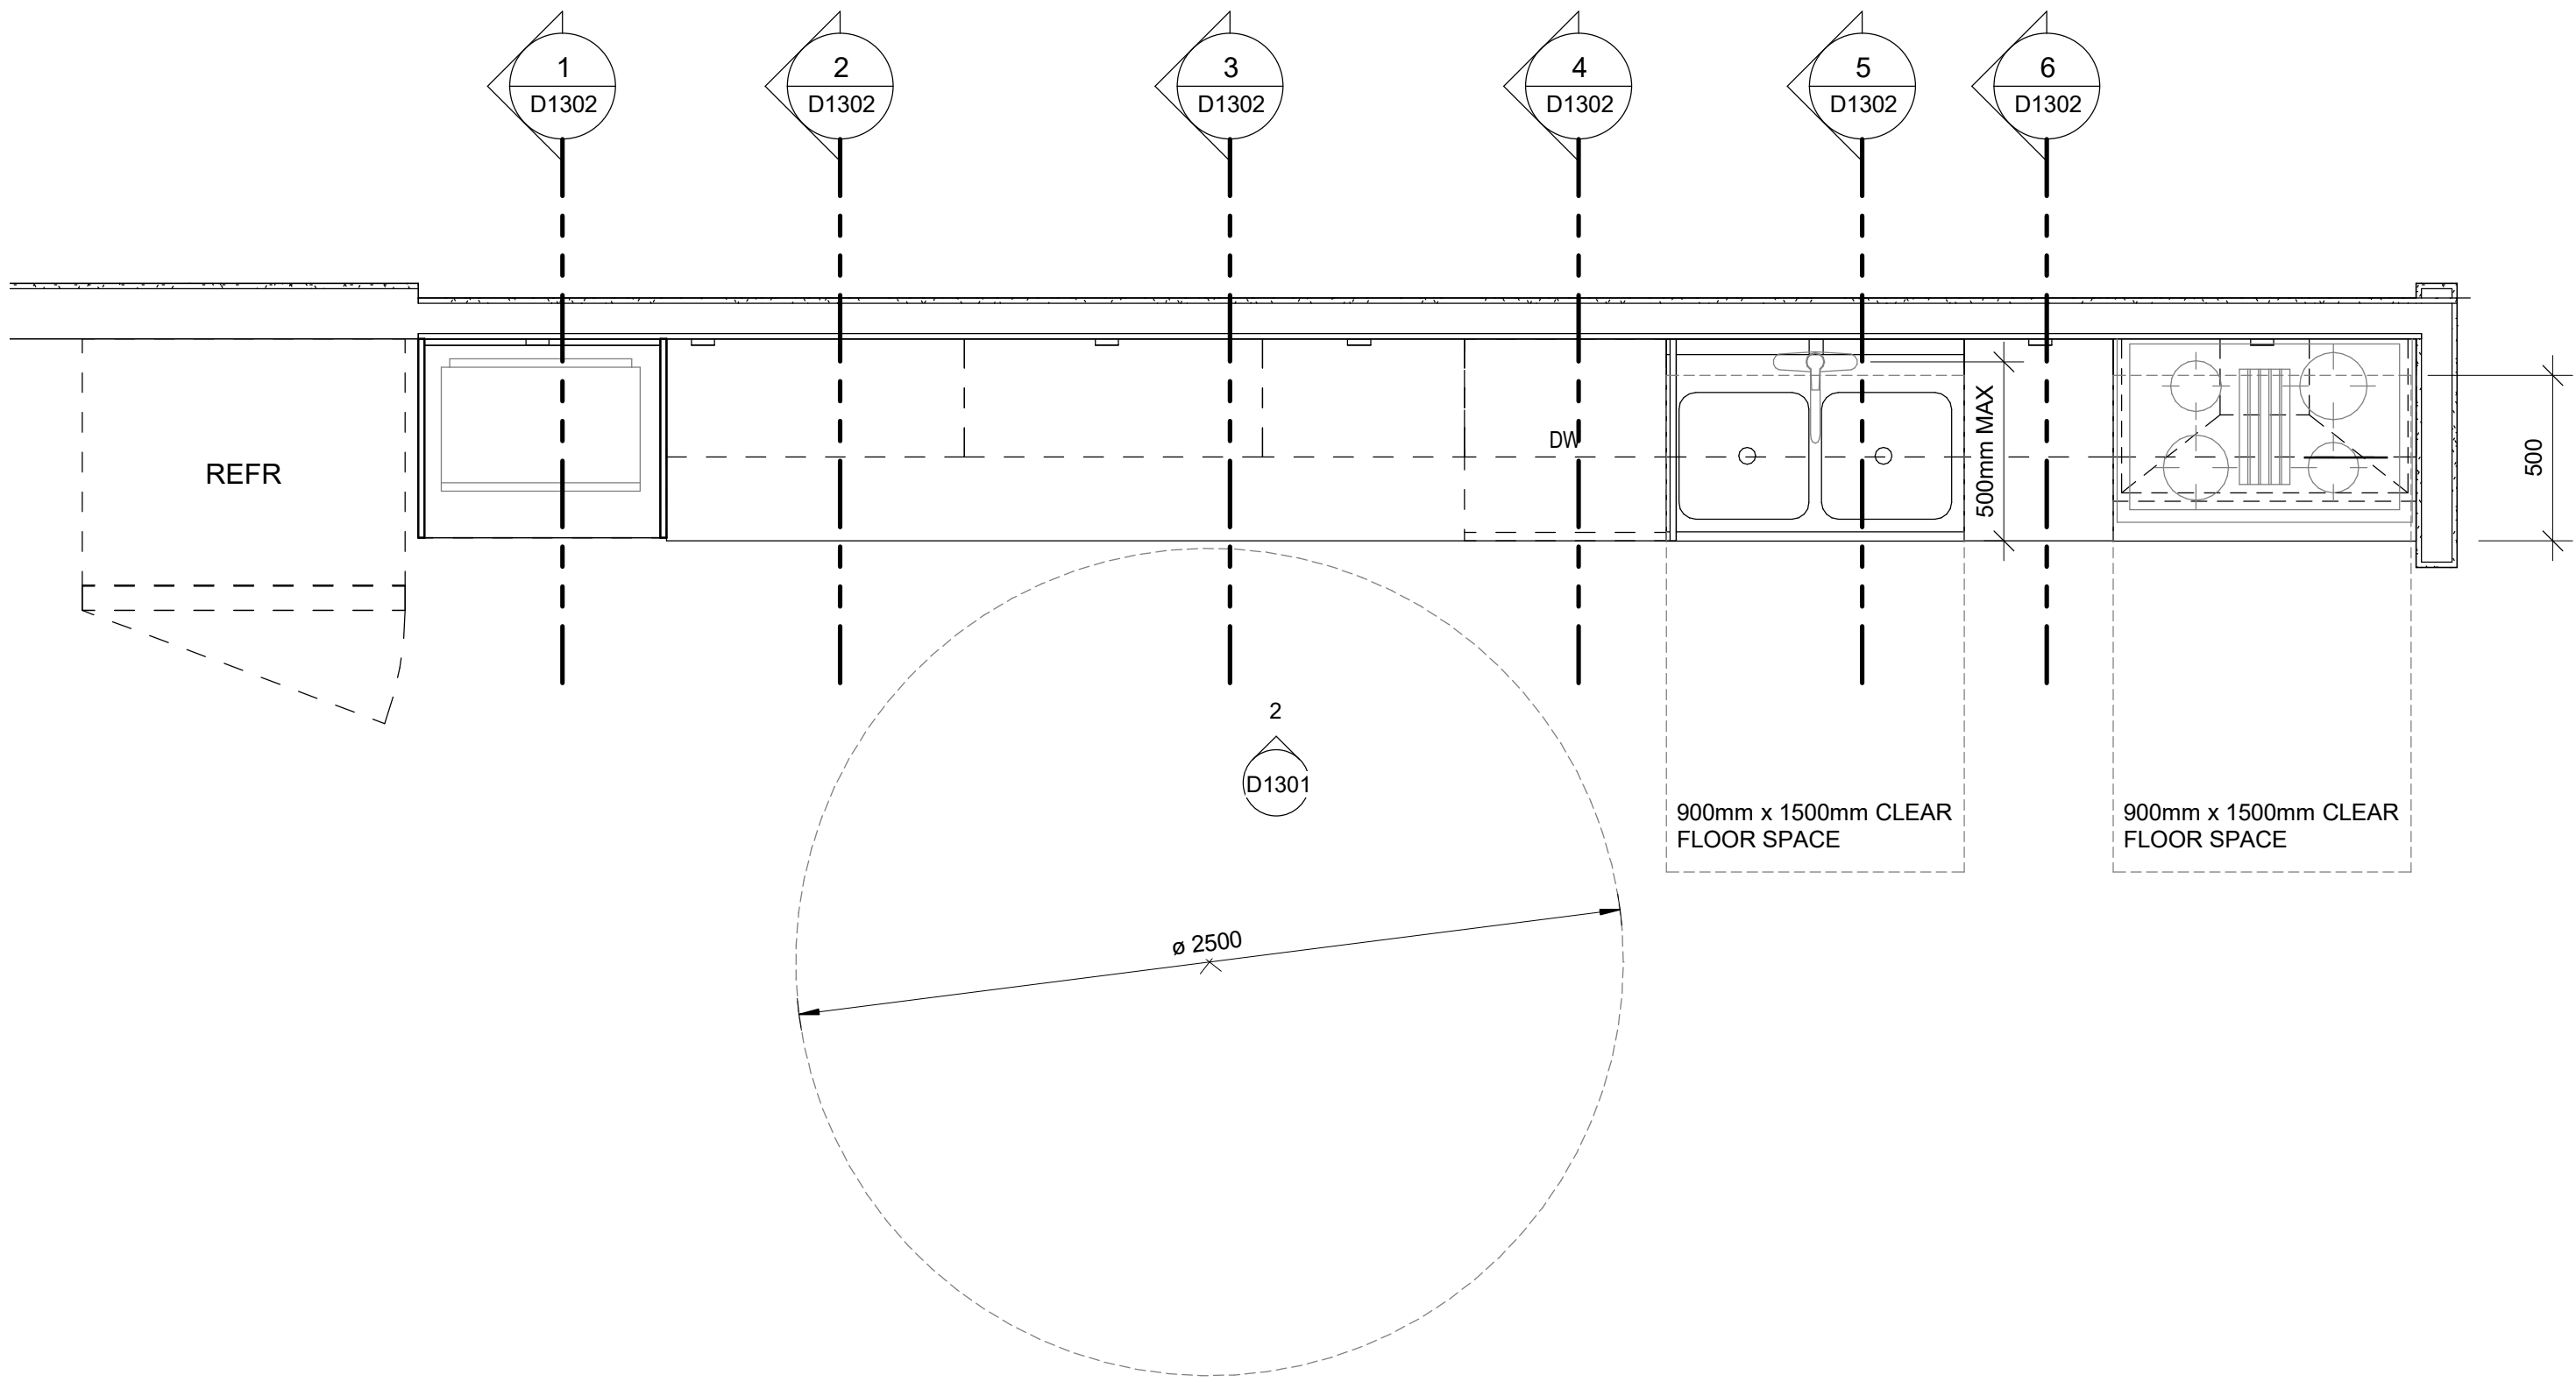 1
D1302
2
D1302
3
D1302
4
D1302
5
D1302
6
D1302
REFR
DW
500mm MAX
500
2
D1301
900mm x 1500mm CLEAR
FLOOR SPACE
900mm x 1500mm CLEAR
FLOOR SPACE
ø 2500